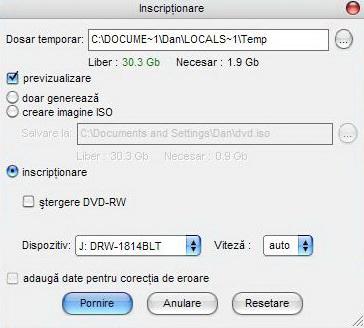 Inscripționare
Dosar temporar: C:\DOCUME~1\Dan\LOCALS~1\Temp ...
Liber : 30.3 Gb Necesar : 1.9 Gb
previzualizare
doar generează
creare imagine ISO
Salvare la: C:\Documents and Settings\Dan\dvd.iso ...
Liber : 30.3 Gb Necesar : 0.9 Gb
inscripționare
ștergere DVD-RW
Dispozitiv: J: DRW-1814BLT Viteză : auto
adaugă date pentru corecția de eroare
Pornire Anulare Resetare